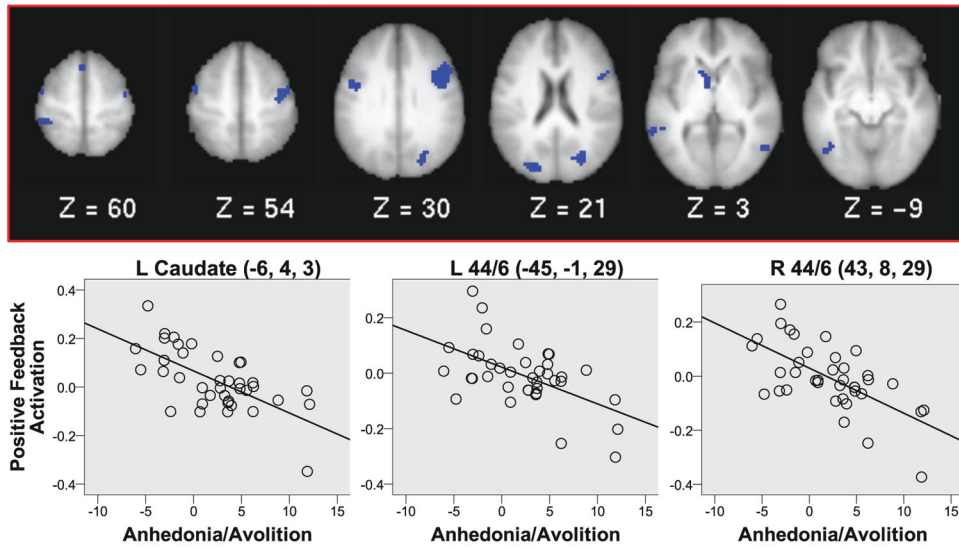 Z = 60 Z = 54 Z = 30 Z = 21 Z = 3 Z = -9
L Caudate (-6, 4, 3) L 44/6 (-45, -1, 29) R 44/6 (43, 8, 29)
Positive Feedback
Activation
0.4
0.2
0.0
-0.2
-0.4
-10 -5 0 5 10 15
Anhedonia/Avolition
0.2
0.0
-0.2
-0.4
-10 -5 0 5 10 15
Anhedonia/Avolition
0.2
0.0
-0.2
-0.4
-10 -5 0 5 10 15
Anhedonia/Avolition